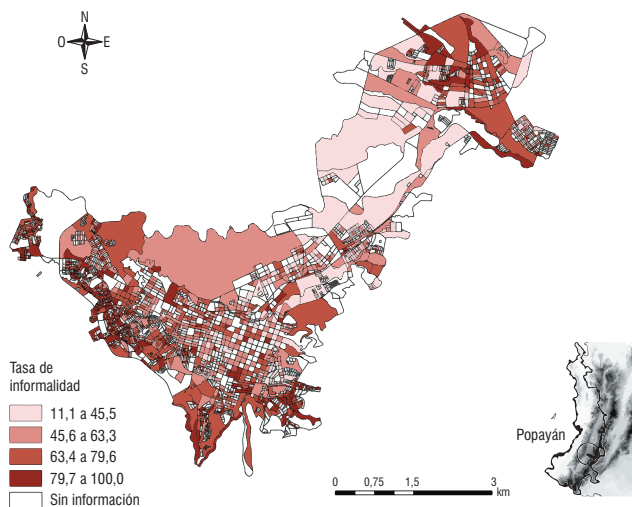 N
O E
S
Tasa de
informalidad
11,1 a 45,5
45,6 a 63,3
63,4 a 79,6
79,7 a 100,0
Sin información
Popayán
0 0,75 1,5 3
km